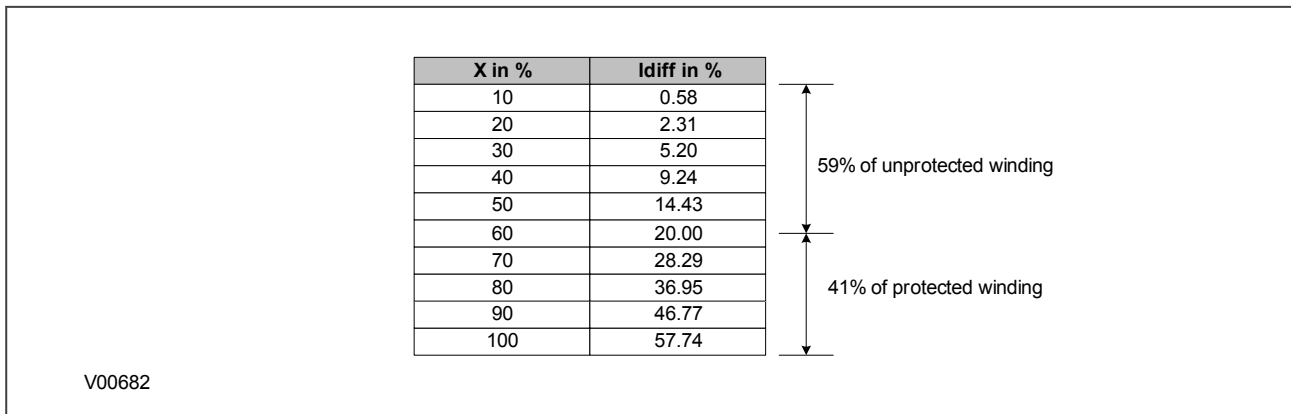 X in % Idiff in %
10 0.58
20 2.31
30 5.20
40 9.24
50 14.43
60 20.00
70 28.29
80 36.95
90 46.77
100 57.74
59% of unprotected winding
41% of protected winding
V00682